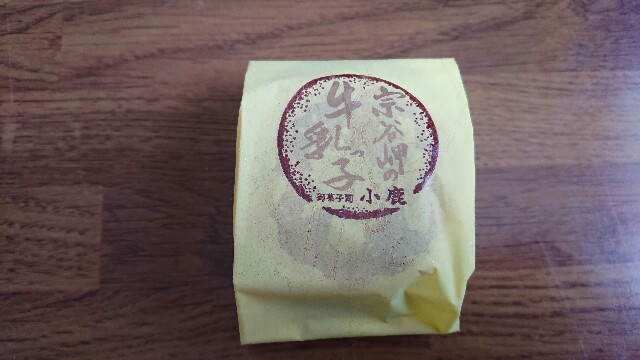 宗谷岬の
牛乳っ子
御菓子司 小鹿